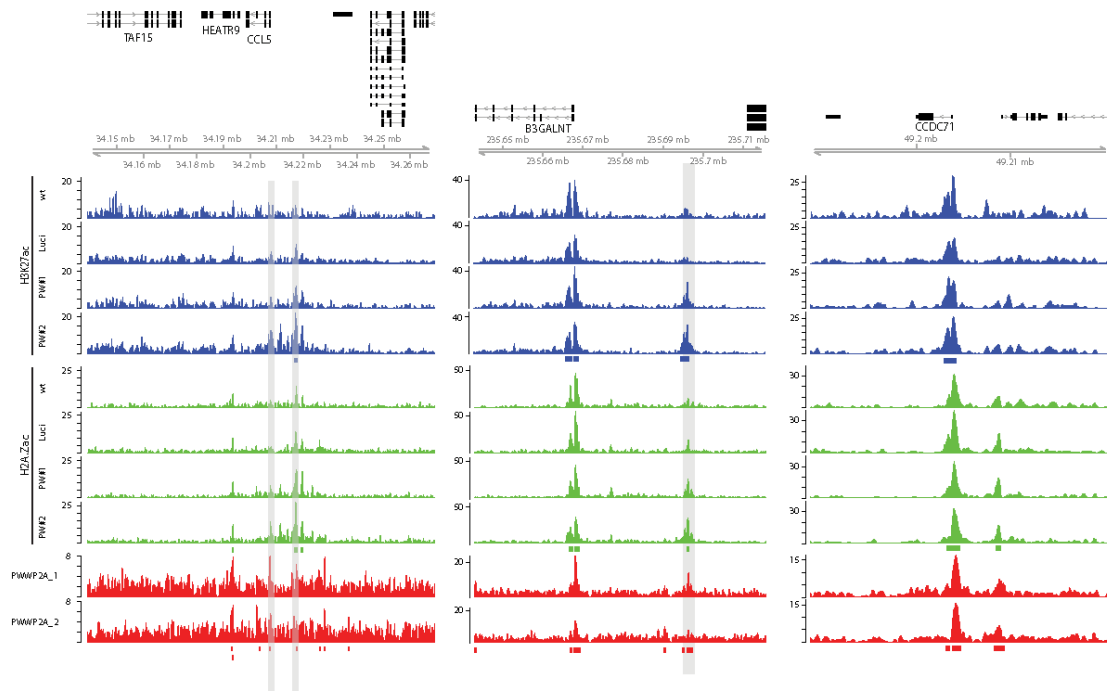 TAF15
HEATR9
CCL5
34.15 mb 34.17 mb 34.19 mb 34.21 mb 34.23 mb 34.25 mb
34.16 mb 34.18 mb 34.2 mb 34.22 mb 34.24 mb 34.26 mb
B3GALNT
235.65 mb 235.67 mb 235.69 mb 235.71 mb
235.66 mb 235.68 mb 235.7 mb
CCDC71
49.2 mb
49.21 mb
H3K27ac
wt 20 40 25
Luci 20 40 25
PW#1 20 40 25
PW#2 20 40 25
H2A.Zac
wt 25 50 30
Luci 25 50 30
PW#1 25 50 30
PW#2 25 50 30
PWWP2A_1 8 20 15
PWWP2A_2 8 20 15